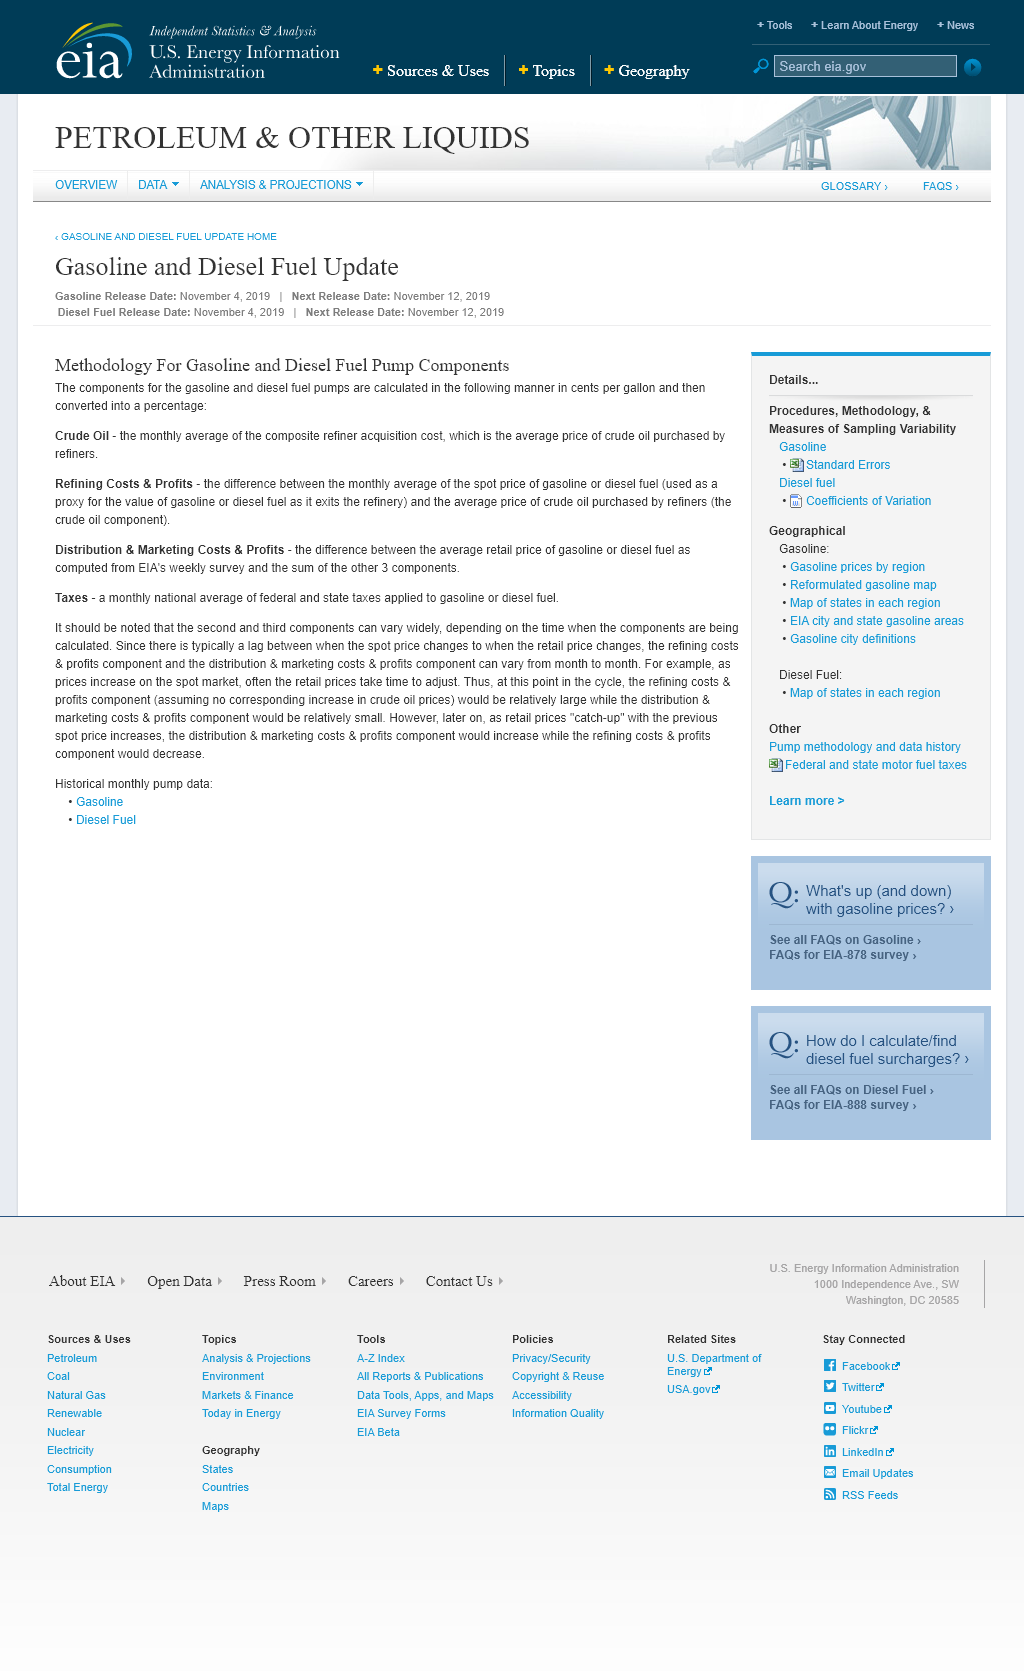 eia
Independent Statistics & Analysis
U.S. Energy Information
Administration
+ Sources & Uses
+ Topics
+ Geography
+ Tools
+ Learn About Energy
+ News
Search eia.gov
PETROLEUM & OTHER LIQUIDS
OVERVIEW
DATA
ANALYSIS & PROJECTIONS
GLOSSARY ›
FAQS ›
‹ GASOLINE AND DIESEL FUEL UPDATE HOME
Gasoline and Diesel Fuel Update
Gasoline Release Date: November 4, 2019 | Next Release Date: November 12, 2019
Diesel Fuel Release Date: November 4, 2019 | Next Release Date: November 12, 2019
Methodology For Gasoline and Diesel Fuel Pump Components
The components for the gasoline and diesel fuel pumps are calculated in the following manner in cents per gallon and then
converted into a percentage:
Crude Oil - the monthly average of the composite refiner acquisition cost, which is the average price of crude oil purchased by
refiners.
Refining Costs & Profits - the difference between the monthly average of the spot price of gasoline or diesel fuel (used as a
proxy for the value of gasoline or diesel fuel as it exits the refinery) and the average price of crude oil purchased by refiners (the
crude oil component).
Distribution & Marketing Costs & Profits - the difference between the average retail price of gasoline or diesel fuel as
computed from EIA's weekly survey and the sum of the other 3 components.
Taxes - a monthly national average of federal and state taxes applied to gasoline or diesel fuel.
It should be noted that the second and third components can vary widely, depending on the time when the components are being
calculated. Since there is typically a lag between when the spot price changes to when the retail price changes, the refining costs
& profits component and the distribution & marketing costs & profits component can vary from month to month. For example, as
prices increase on the spot market, often the retail prices take time to adjust. Thus, at this point in the cycle, the refining costs &
profits component (assuming no corresponding increase in crude oil prices) would be relatively large while the distribution &
marketing costs & profits component would be relatively small. However, later on, as retail prices "catch-up" with the previous
spot price increases, the distribution & marketing costs & profits component would increase while the refining costs & profits
component would decrease.
Historical monthly pump data:
• Gasoline
• Diesel Fuel
Details...
Procedures, Methodology, &
Measures of Sampling Variability
Gasoline
• Standard Errors
Diesel fuel
• Coefficients of Variation
Geographical
Gasoline:
• Gasoline prices by region
• Reformulated gasoline map
• Map of states in each region
• EIA city and state gasoline areas
• Gasoline city definitions
Diesel Fuel:
• Map of states in each region
Other
Pump methodology and data history
Federal and state motor fuel taxes
Learn more >
Q: What's up (and down)
with gasoline prices? ›
See all FAQs on Gasoline ›
FAQs for EIA-878 survey ›
Q: How do I calculate/find
diesel fuel surcharges? ›
See all FAQs on Diesel Fuel ›
FAQs for EIA-888 survey ›
About EIA
Open Data
Press Room
Careers
Contact Us
U.S. Energy Information Administration
1000 Independence Ave., SW
Washington, DC 20585
Sources & Uses
Petroleum
Coal
Natural Gas
Renewable
Nuclear
Electricity
Consumption
Total Energy
Topics
Analysis & Projections
Environment
Markets & Finance
Today in Energy
Geography
States
Countries
Maps
Tools
A-Z Index
All Reports & Publications
Data Tools, Apps, and Maps
EIA Survey Forms
EIA Beta
Policies
Privacy/Security
Copyright & Reuse
Accessibility
Information Quality
Related Sites
U.S. Department of
Energy
USA.gov
Stay Connected
Facebook
Twitter
Youtube
Flickr
LinkedIn
Email Updates
RSS Feeds